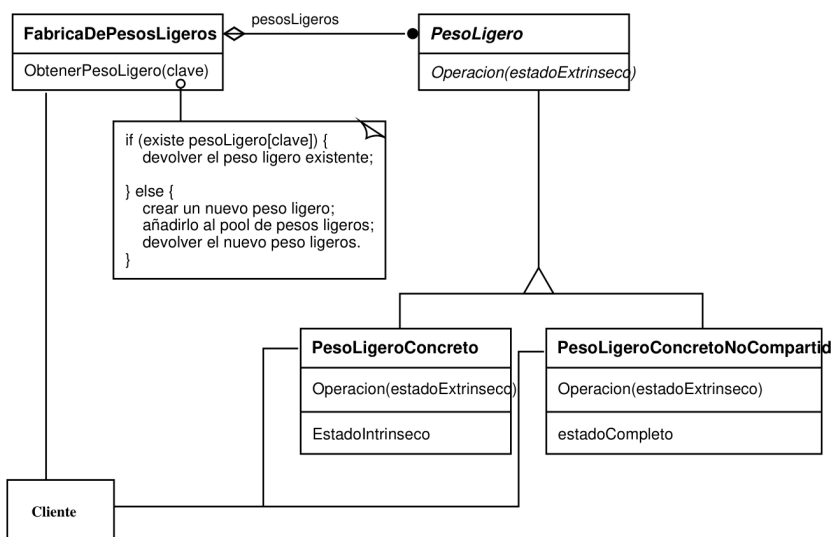 pesosLigeros
FabricaDePesosLigeros
PesoLigero
ObtenerPesoLigero(clave)
Operacion(estadoExtrinseco)
if (existe pesoLigero[clave]) {
devolver el peso ligero existente;
} else {
crear un nuevo peso ligero;
añadirlo al pool de pesos ligeros;
devolver el nuevo peso ligeros.
}
PesoLigeroConcreto
PesoLigeroConcretoNoCompartid
Operacion(estadoExtrinseco)
Operacion(estadoExtrinseco)
EstadoIntrinseco
estadoCompleto
Cliente